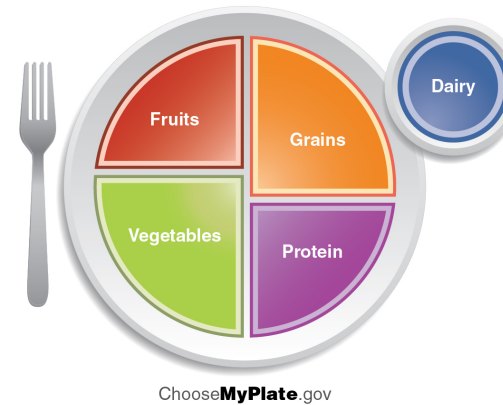 Fruits
Grains
Dairy
Vegetables
Protein
ChooseMyPlate.gov